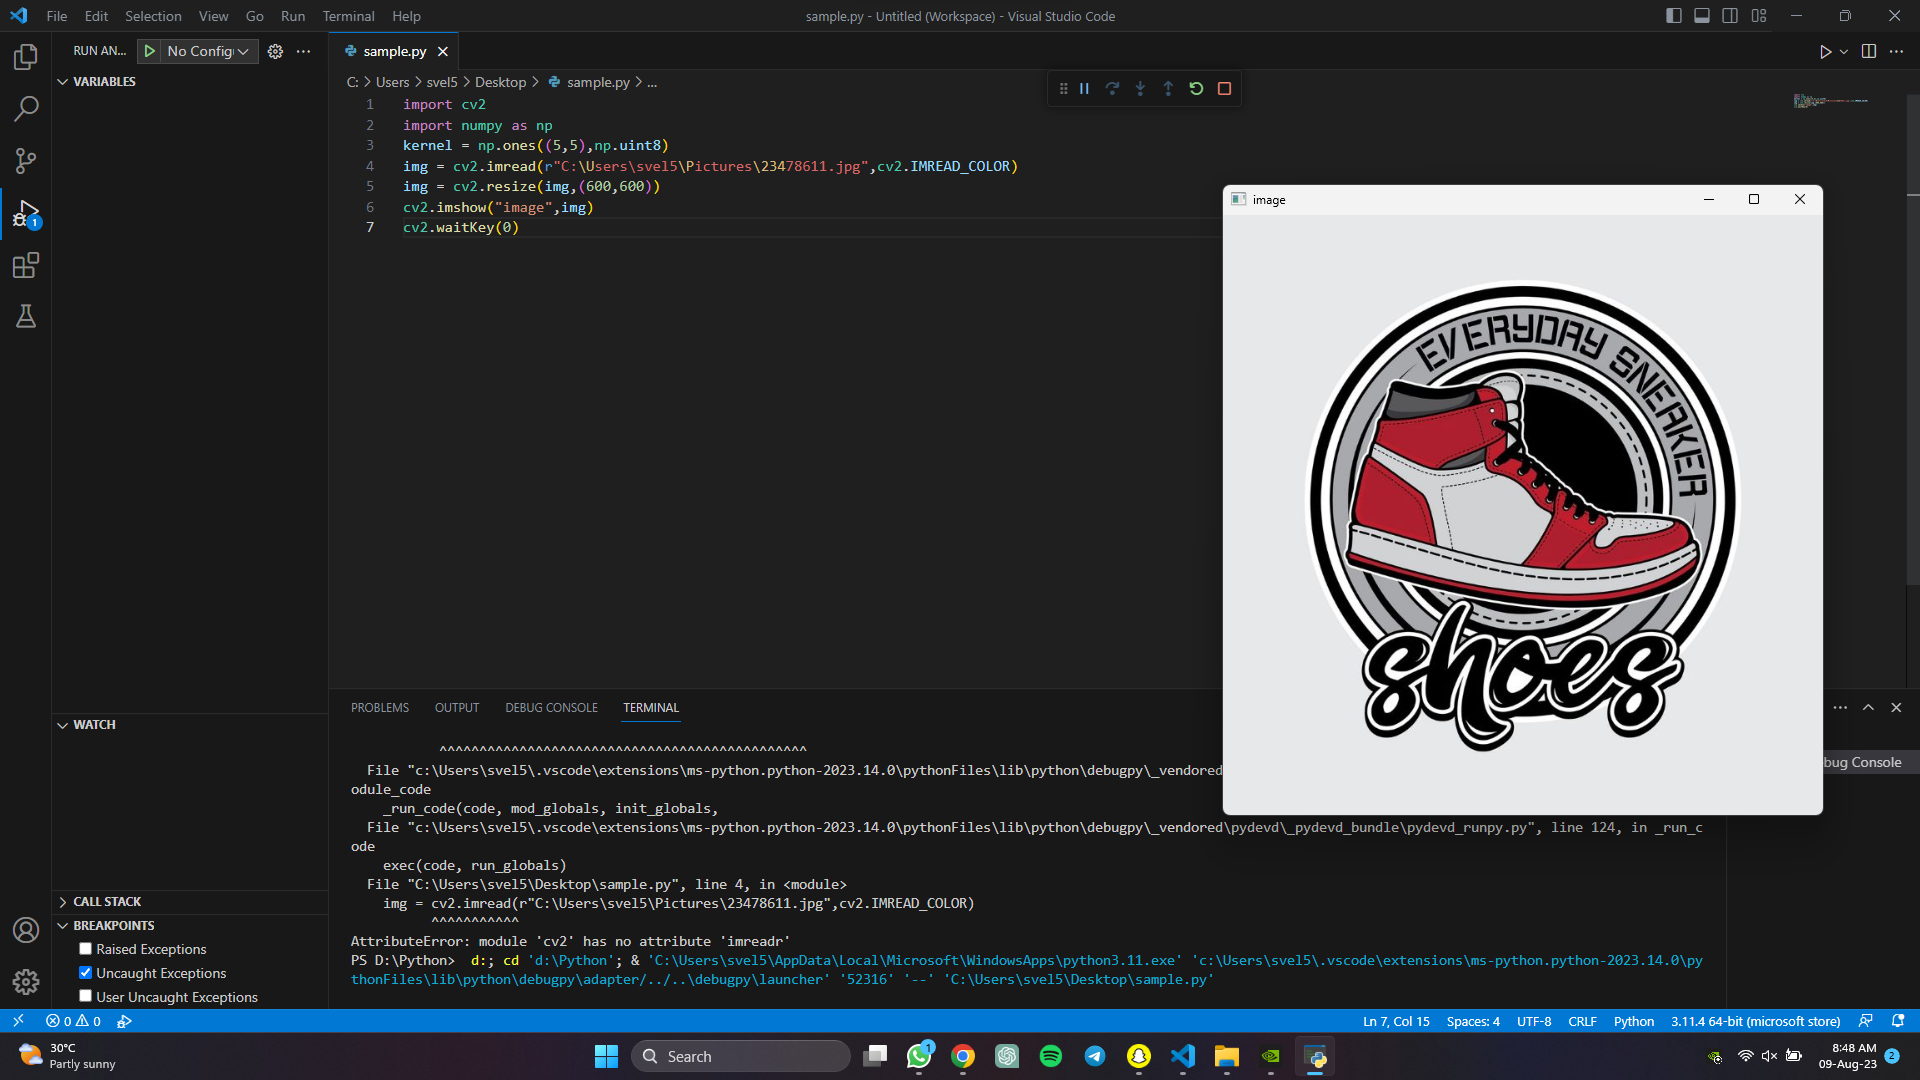 File Edit Selection View Go Run Terminal Help
sample.py - Untitled (Workspace) - Visual Studio Code
RUN AN... No Config
sample.py
VARIABLES
C: > Users > svel5 > Desktop > sample.py > ...
1 import cv2
2 import numpy as np
3 kernel = np.ones((5,5),np.uint8)
4 img = cv2.imread(r"C:\Users\svel5\Pictures\23478611.jpg",cv2.IMREAD_COLOR)
5 img = cv2.resize(img,(600,600))
6 cv2.imshow("image",img)
7 cv2.waitKey(0)
image
EVERYDAY SNEAKER
shoes
WATCH
CALL STACK
BREAKPOINTS
Raised Exceptions
Uncaught Exceptions
User Uncaught Exceptions
PROBLEMS OUTPUT DEBUG CONSOLE TERMINAL
bug Console
^^^^^^^^^^^^^^^^^^^^^^^^^^^^^^^^^^^^^^^^^^^^^^
File "c:\Users\svel5\.vscode\extensions\ms-python.python-2023.14.0\pythonFiles\lib\python\debugpy\_vendored
odule_code
_run_code(code, mod_globals, init_globals,
File "c:\Users\svel5\.vscode\extensions\ms-python.python-2023.14.0\pythonFiles\lib\python\debugpy\_vendored\pydevd\_pydevd_bundle\pydevd_runpy.py", line 124, in _run_c
ode
exec(code, run_globals)
File "C:\Users\svel5\Desktop\sample.py", line 4, in <module>
img = cv2.imread(r"C:\Users\svel5\Pictures\23478611.jpg",cv2.IMREAD_COLOR)
^^^^^^^^^^^
AttributeError: module 'cv2' has no attribute 'imreadr'
PS D:\Python> d:; cd 'd:\Python'; & 'C:\Users\svel5\AppData\Local\Microsoft\WindowsApps\python3.11.exe' 'c:\Users\svel5\.vscode\extensions\ms-python.python-2023.14.0\py
thonFiles\lib\python\debugpy\adapter/../..\debugpy\launcher' '52316' '--' 'C:\Users\svel5\Desktop\sample.py'
0 0
Ln 7, Col 15 Spaces: 4 UTF-8 CRLF Python 3.11.4 64-bit (microsoft store)
30°C
Partly sunny
Search
1
8:48 AM
09-Aug-23
2